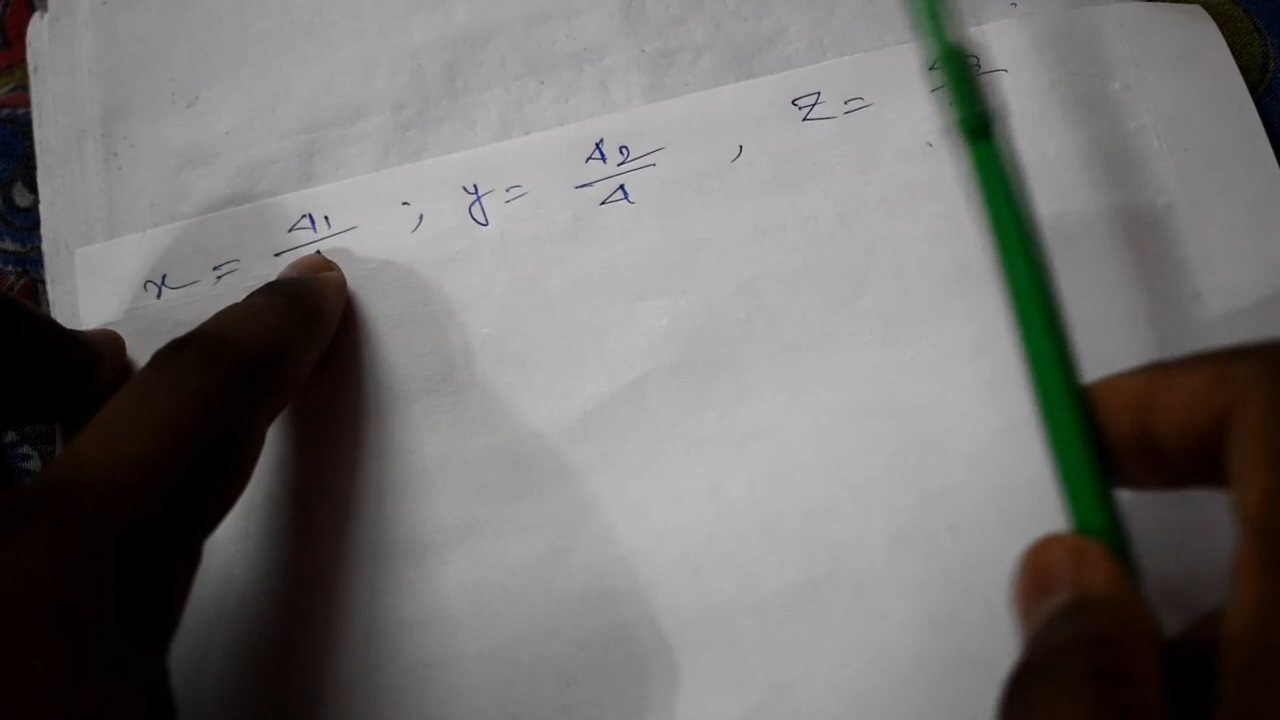 x = Δ1/Δ ; y = Δ2/Δ , z =